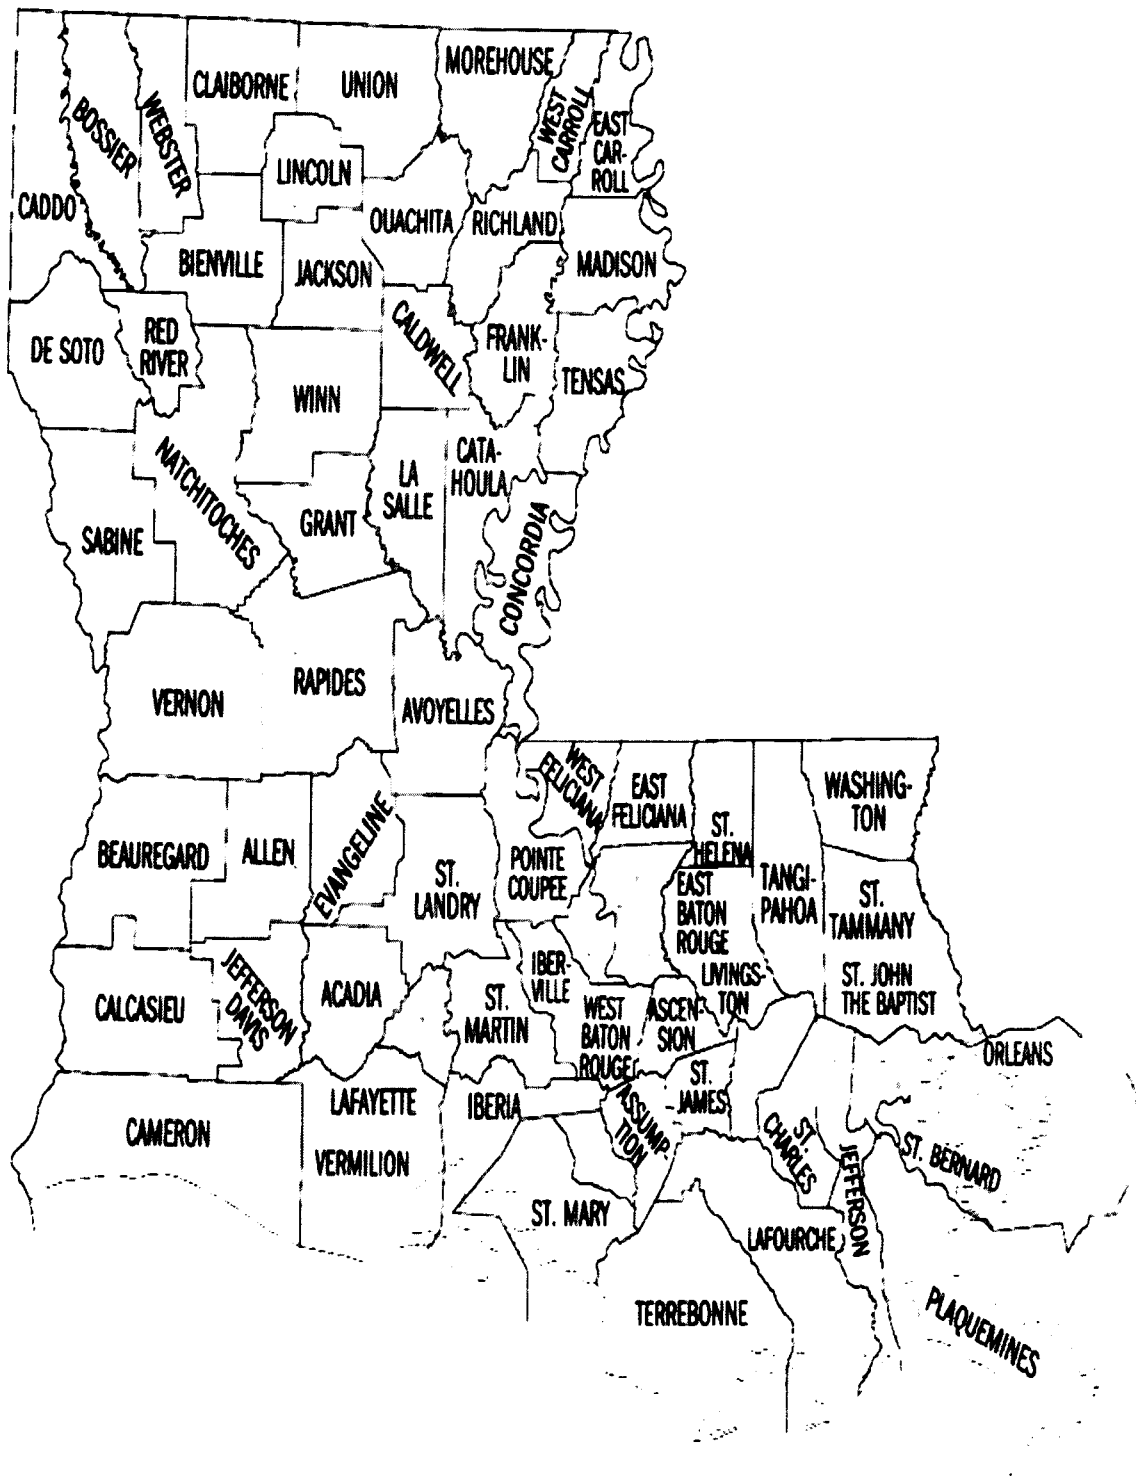 MOREHOUSE
CLAIBORNE
UNION
WEST
CARROLL
EAST
CAR-
ROLL
BOSSIER
WEBSTER
LINCOLN
CADDO
OUACHITA
RICHLAND
BIENVILLE
JACKSON
MADISON
DE SOTO
RED
RIVER
CALDWELL
FRANK-
LIN
TENSAS
WINN
NATCHITOCHES
LA
SALLE
CATA-
HOULA
SABINE
GRANT
CONCORDIA
VERNON
RAPIDES
AVOYELLES
WEST
FELICIANA
EAST
FELICIANA
ST.
HELENA
WASHING-
TON
BEAUREGARD
ALLEN
EVANGELINE
ST.
LANDRY
POINTE
COUPEE
EAST
BATON
ROUGE
TANGI-
PAHOA
ST.
TAMMANY
CALCASIEU
JEFFERSON
DAVIS
ACADIA
ST.
MARTIN
IBER-
VILLE
WEST
BATON
ROUGE
ASCEN-
SION
LIVINGS-
TON
ST. JOHN
THE BAPTIST
ORLEANS
CAMERON
LAFAYETTE
VERMILION
IBERIA
ASSUMP-
TION
ST.
JAMES
ST.
CHARLES
JEFFERSON
ST. BERNARD
ST. MARY
LAFOURCHE
TERREBONNE
PLAQUEMINES